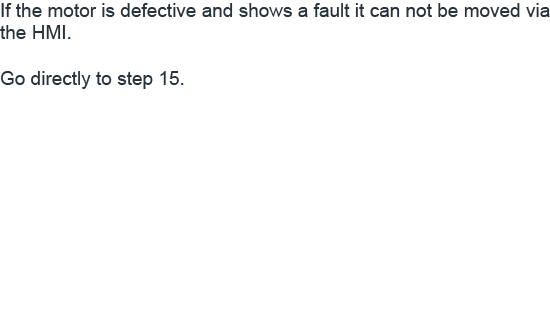 If the motor is defective and shows a fault it can not be moved via
the HMI.
Go directly to step 15.